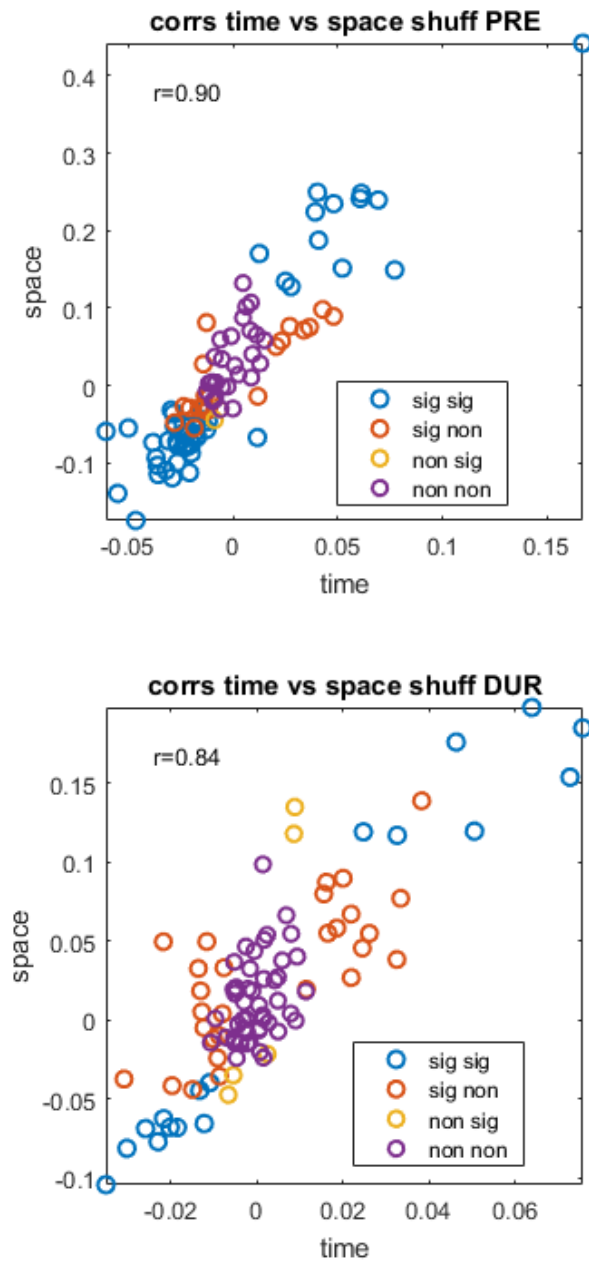 corrs time vs space shuff PRE
0.4
r=0.90
0.3
0.2
space
0.1
0
sig sig
sig non
-0.1
non sig
non non
-0.05 0 0.05 0.1 0.15
time
corrs time vs space shuff DUR
r=0.84
0.15
0.1
space
0.05
0
sig sig
sig non
-0.05
non sig
non non
-0.1
-0.02 0 0.02 0.04 0.06
time